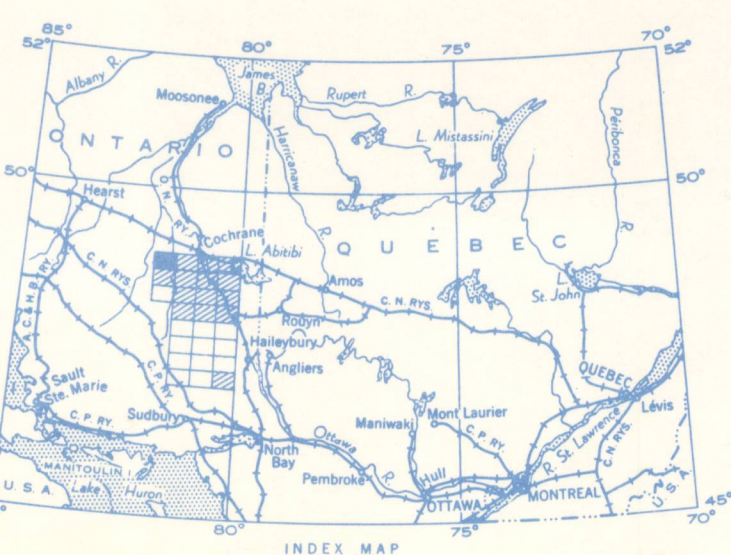 85°
80°
75°
70°
52°
52°
Albany R.
James
B.
Moosonee
Rupert R.
L. Mistassini
Péribonca
R.
ONTARIO
Harricanaw
R.
50°
50°
Hearst
O. N. RY.
Cochrane
L. Abitibi
QUÉBEC
C. N. RYS.
Amos
C. N. RYS.
L.
St. John
A.C. & H.B. RY.
Rouyn
Haileybury
Angliers
C. P. RY.
Sault
Ste. Marie
C. P. RY.
Sudbury
Maniwaki
Mont Laurier
C. P. RY.
QUEBEC
Lévis
Ottawa
R.
R. St. Lawrence
C. N. RYS.
North
Bay
MANITOULIN I.
Pembroke
Hull
OTTAWA
MONTREAL
U. S. A.
Lake Huron
U. S. A.
80°
75°
70°
45°
INDEX MAP